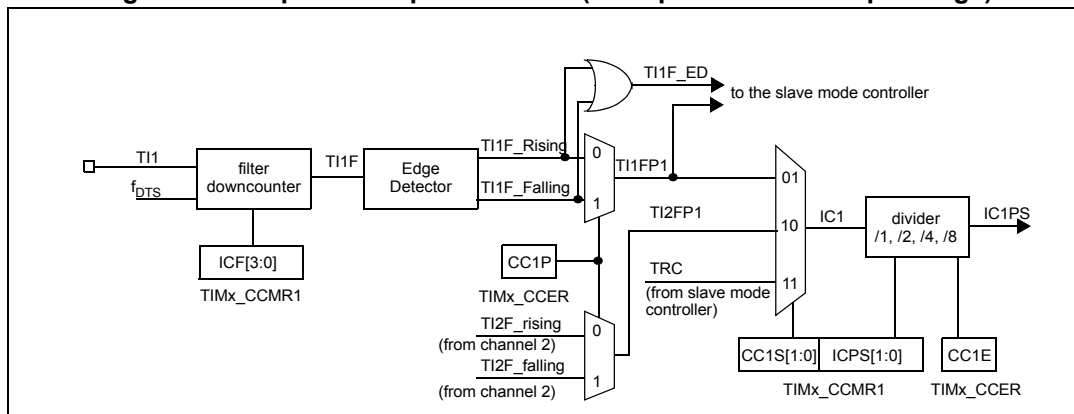 TI1F_ED
to the slave mode controller
TI1
fDTS
filter
downcounter
TI1F
Edge
Detector
TI1F_Rising
TI1F_Falling
0
1
TI1FP1
TI2FP1
01
10
11
IC1
divider
/1, /2, /4, /8
IC1PS
ICF[3:0]
TIMx_CCMR1
CC1P
TIMx_CCER
TRC
(from slave mode
controller)
TI2F_rising
(from channel 2)
TI2F_falling
(from channel 2)
0
1
CC1S[1:0]
ICPS[1:0]
CC1E
TIMx_CCMR1
TIMx_CCER